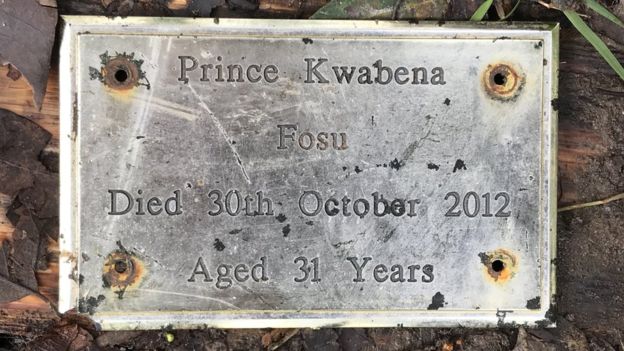 Prince Kwabena
Fosu
Died 30th October 2012
Aged 31 Years